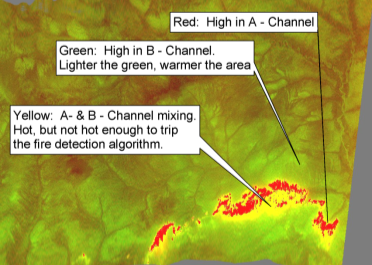 Red:  High in A - Channel
Green:  High in B - Channel.
Lighter the green, warmer the area
Yellow:  A- & B - Channel mixing.
Hot, but not hot enough to trip
the fire detection algorithm.